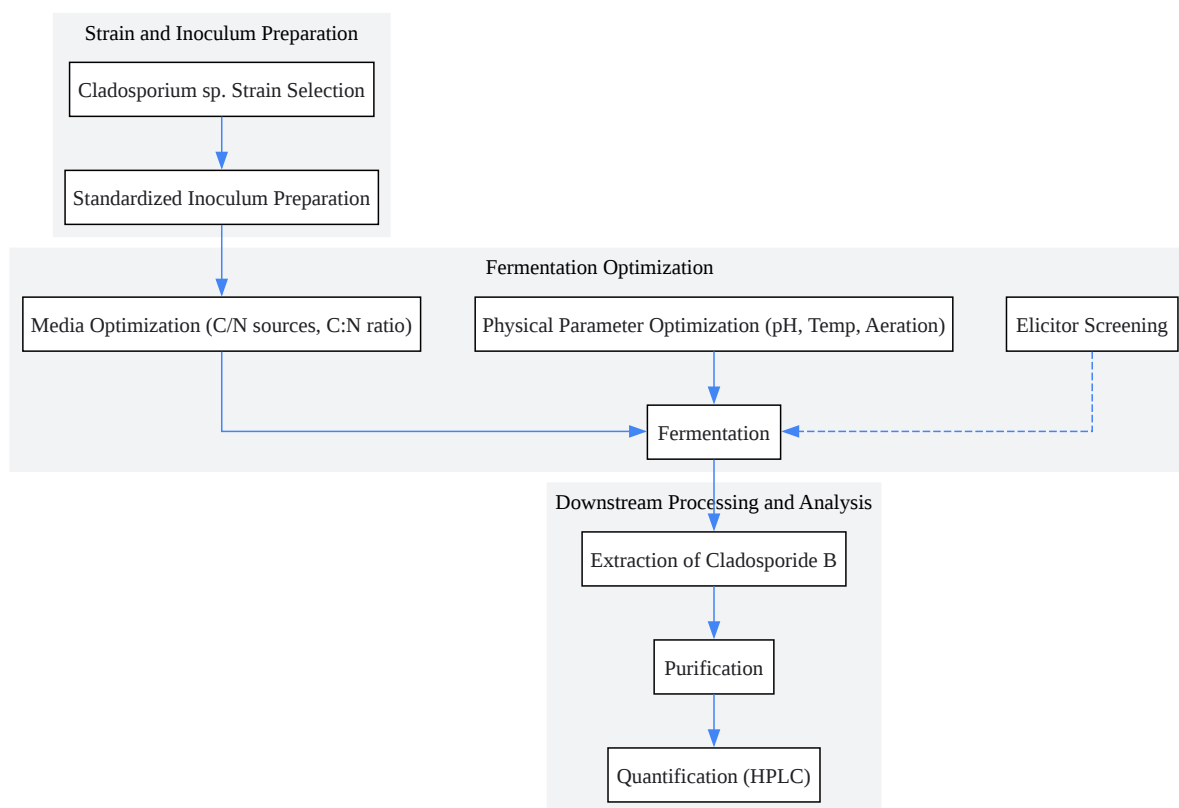 Strain and Inoculum Preparation
Cladosporium sp. Strain Selection
Standardized Inoculum Preparation
Fermentation Optimization
Media Optimization (C/N sources, C:N ratio)
Physical Parameter Optimization (pH, Temp, Aeration)
Elicitor Screening
Fermentation
Downstream Processing and Analysis
Extraction of Cladosporide B
Purification
Quantification (HPLC)